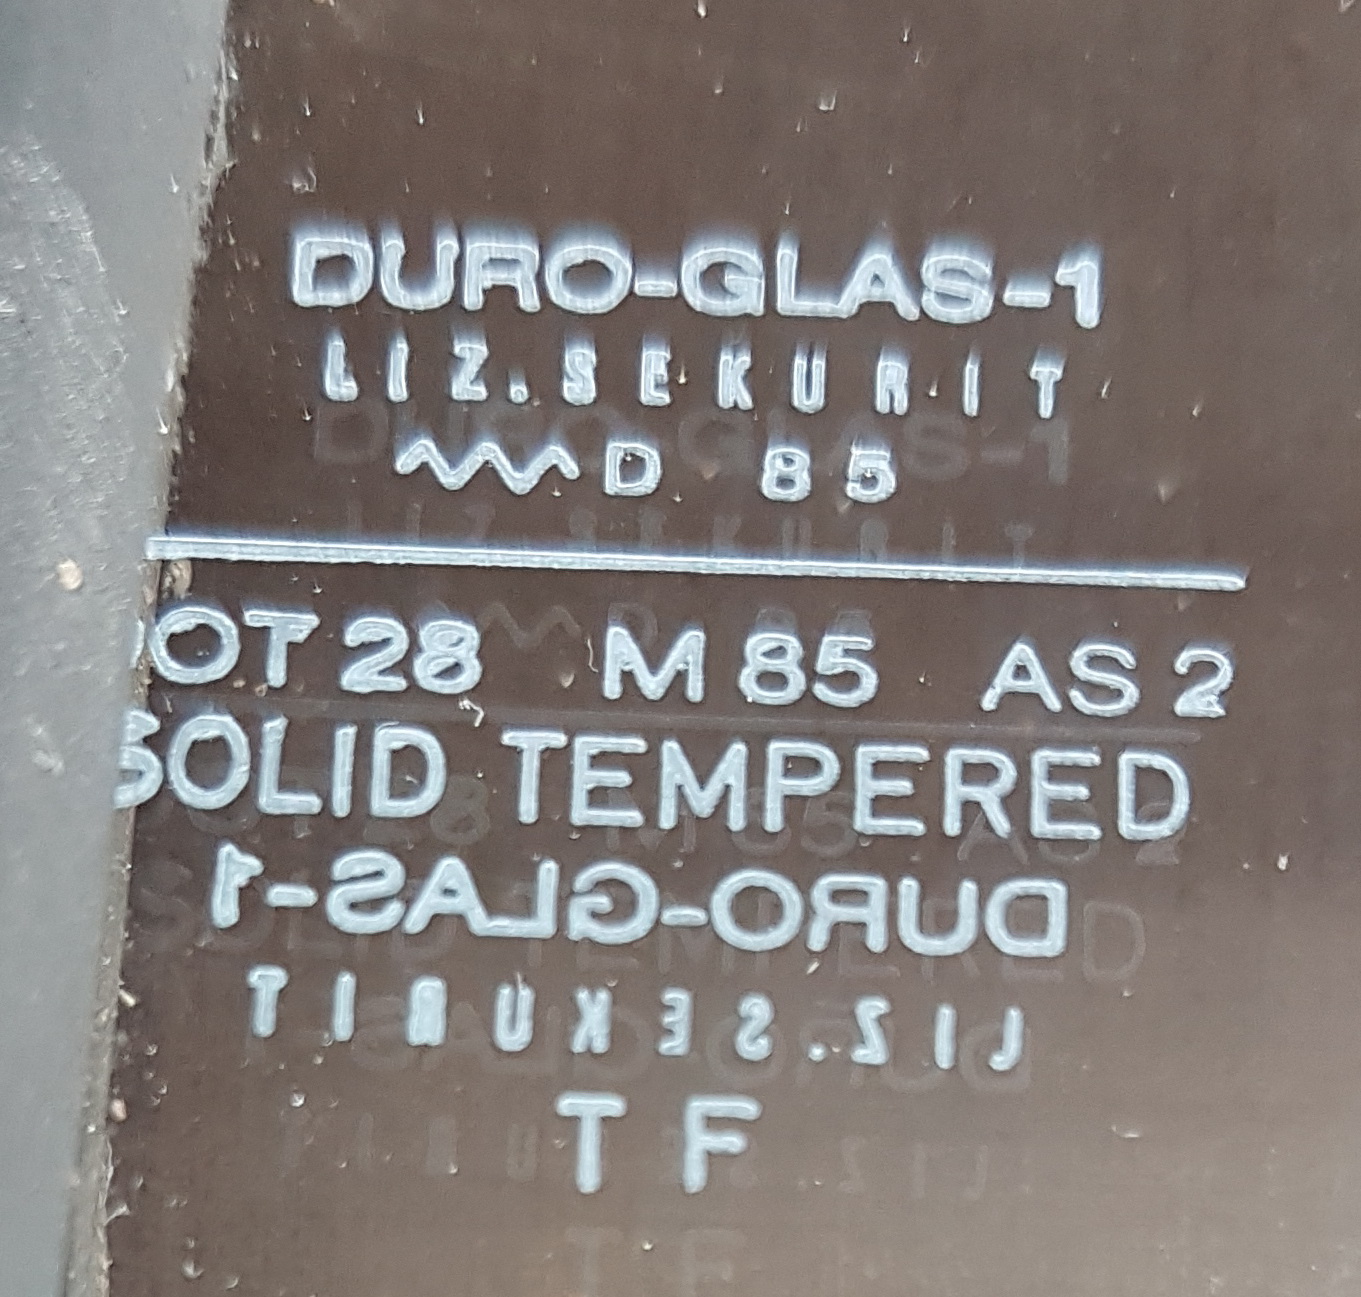 DURO-GLAS-1
LIZ.SEKURIT
D 85
OT 28 M 85 AS 2
SOLID TEMPERED
DURO-GLAS-1
LIZ.SEKURIT
T F